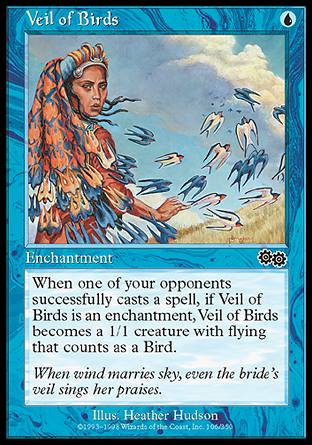 Veil of Birds
Enchantment
When one of your opponents
successfully casts a spell, if Veil of
Birds is an enchantment, Veil of Birds
becomes a 1/1 creature with flying
that counts as a Bird.
When wind marries sky, even the bride's
veil sings her praises.
Illus. Heather Hudson
©1993–1998 Wizards of the Coast, Inc. 106/350